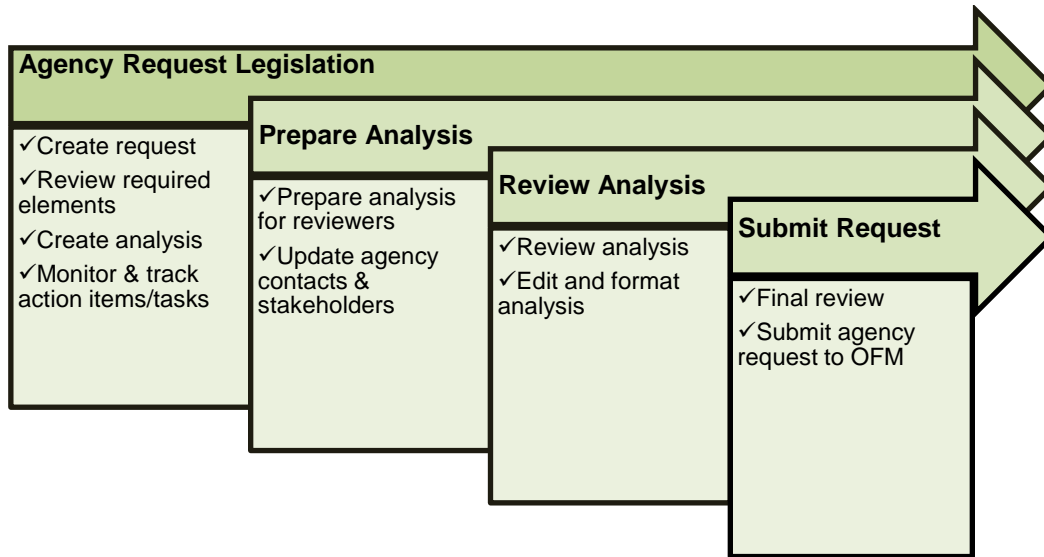 Agency Request Legislation
✓Create request
✓Review required
elements
✓Create analysis
✓Monitor & track
action items/tasks
Prepare Analysis
✓Prepare analysis
for reviewers
✓Update agency
contacts &
stakeholders
Review Analysis
✓Review analysis
✓Edit and format
analysis
Submit Request
✓Final review
✓Submit agency
request to OFM